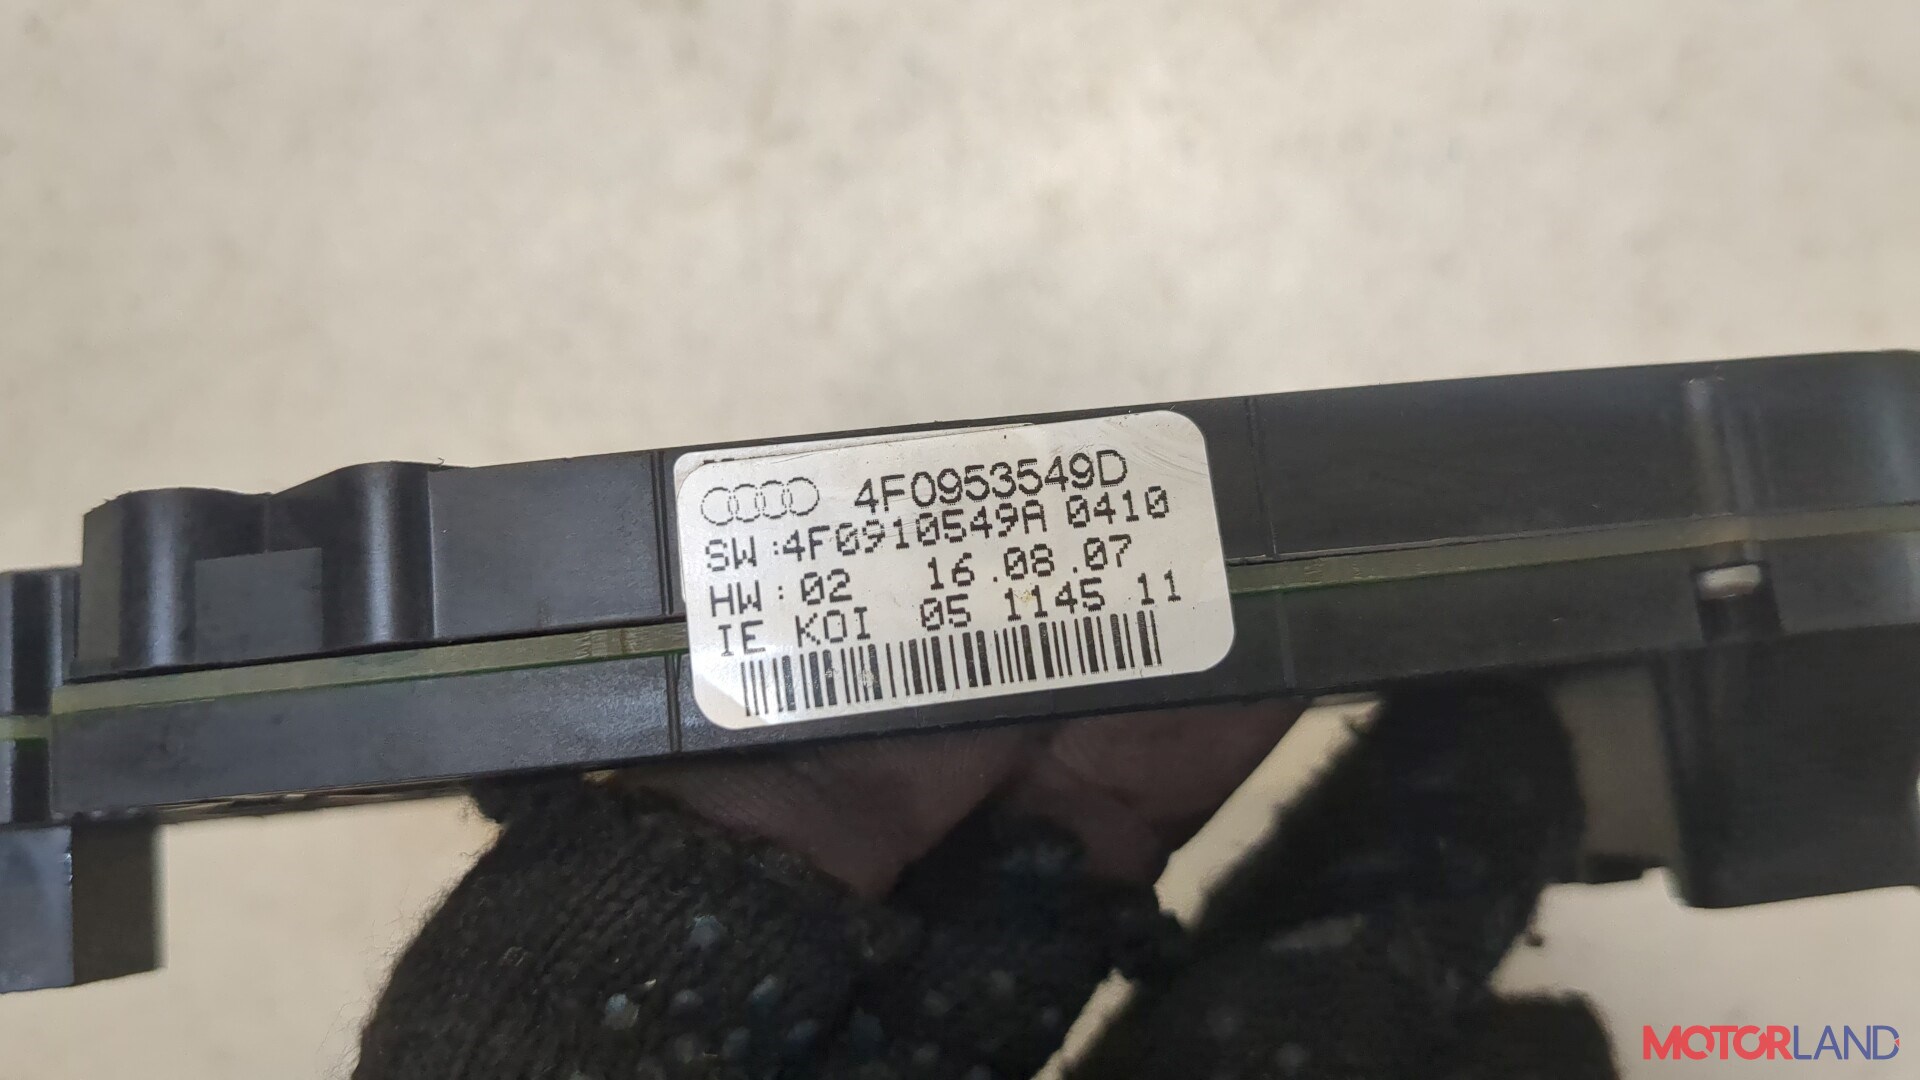 4F0953549D
SW:4F0910549A 0410
HW:02 16.08.07
IE KOI 05 1145 11
MOTORLAND